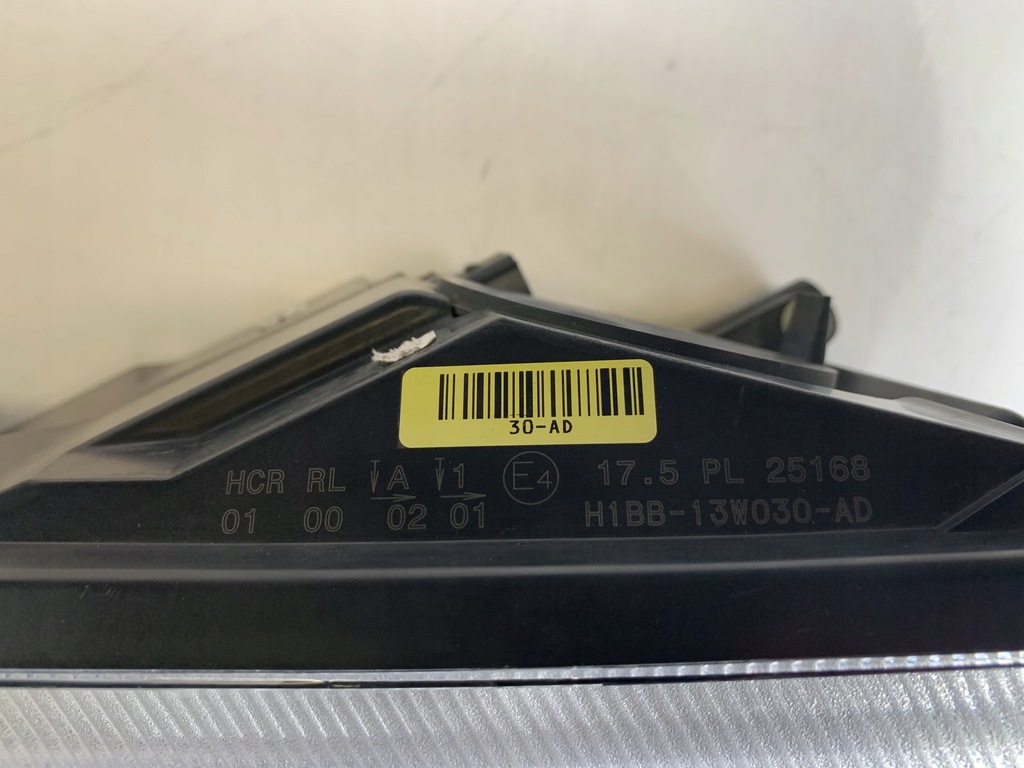 30-AD
HCR RL A 1 E4 17.5 PL 25168
01 00 02 01 H1BB-13W030-AD